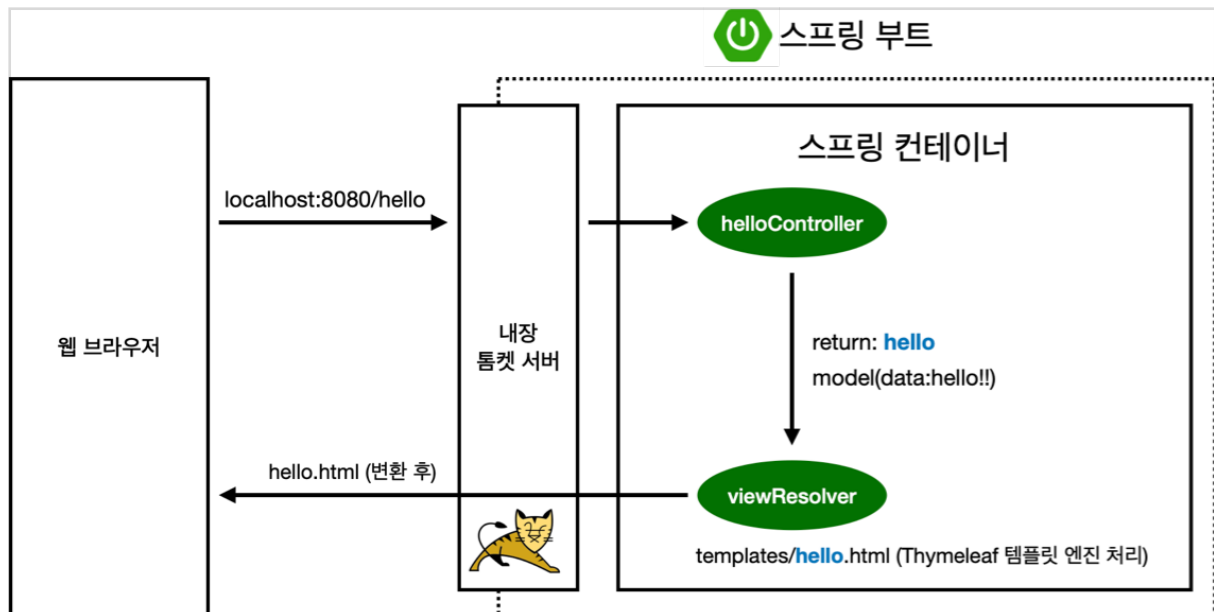 스프링 부트
스프링 컨테이너
localhost:8080/hello
helloController
웹 브라우저
내장
톰켓 서버
return: hello
model(data:hello!!)
hello.html (변환 후)
viewResolver
templates/hello.html (Thymeleaf 템플릿 엔진 처리)